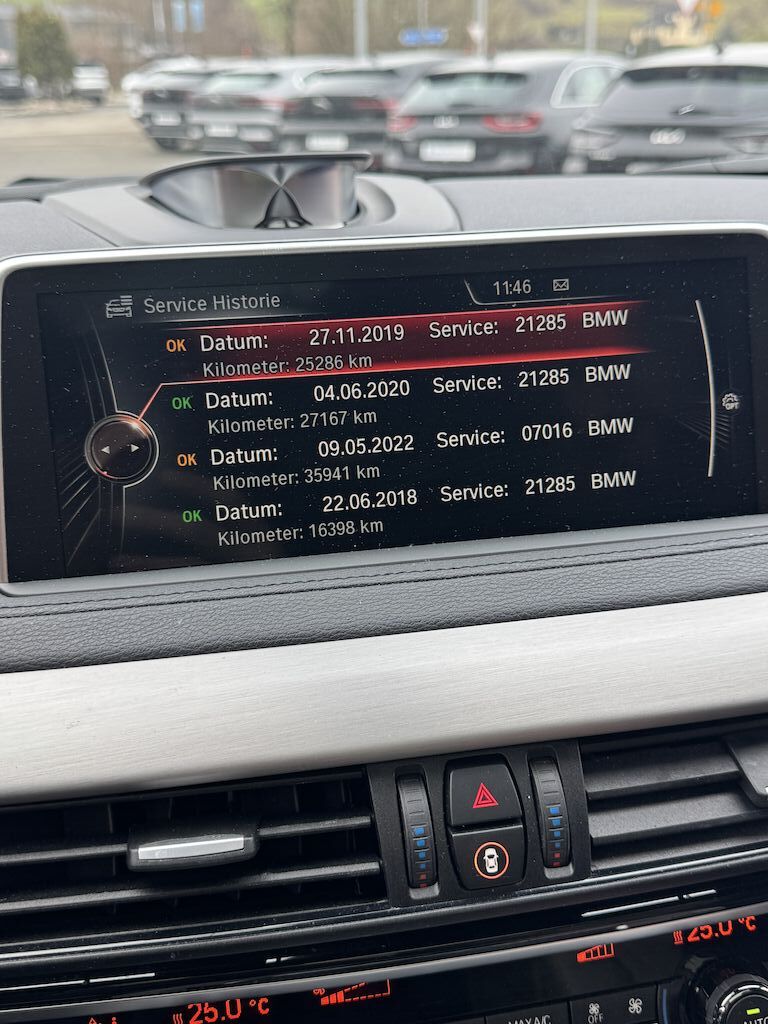 Service Historie
11:46
OK Datum: 27.11.2019 Service: 21285 BMW
Kilometer: 25286 km
OK Datum: 04.06.2020 Service: 21285 BMW
Kilometer: 27167 km
OK Datum: 09.05.2022 Service: 07016 BMW
Kilometer: 35941 km
OK Datum: 22.06.2018 Service: 21285 BMW
Kilometer: 16398 km
OPT
25.0 °C
25.0 °C
MAX A/C
OFF
AUTO